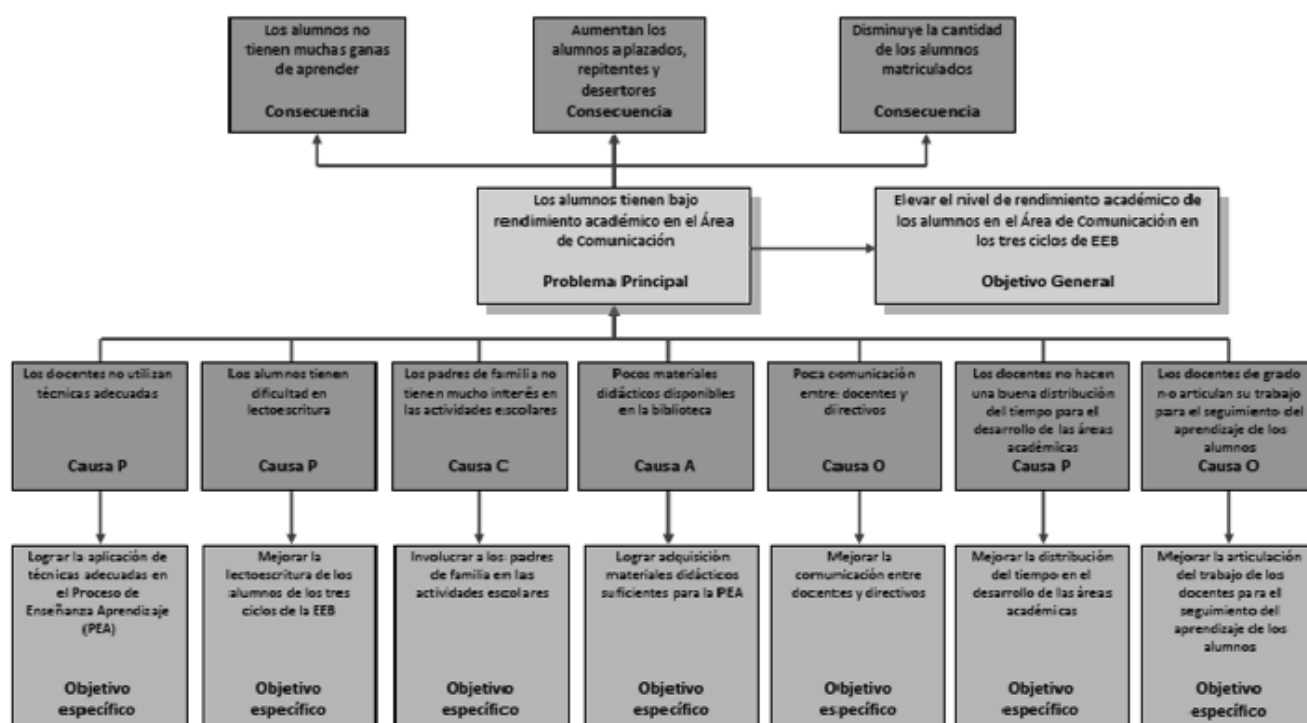 Los alumnos no
tienen muchas ganas
de aprender
Consecuencia
Aumentan los
alumnos aplazados,
repitentes y
desertores
Consecuencia
Disminuye la cantidad
de los alumnos
matriculados
Consecuencia
Los alumnos tienen bajo
rendimiento académico en el Área
de Comunicación
Problema Principal
Elevar el nivel de rendimiento académico de
los alumnos en el Área de Comunicación en
los tres ciclos de EEB
Objetivo General
Los docentes no utilizan
técnicas adecuadas
Causa P
Los alumnos tienen
dificultad en
lectoescritura
Causa P
Los padres de familia no
tienen mucho interés en
las actividades escolares
Causa C
Pocos materiales
didácticos disponibles
en la biblioteca
Causa A
Poca comunicación
entre docentes y
directivos
Causa O
Los docentes no hacen
una buena distribución
del tiempo para el
desarrollo de las áreas
académicas
Causa P
Los docentes de grado
no articulan su trabajo
para el seguimiento del
aprendizaje de los
alumnos
Causa O
Lograr la aplicación de
técnicas adecuadas en
el Proceso de
Enseñanza Aprendizaje
(PEA)
Objetivo
específico
Mejorar la
lectoescritura de los
alumnos de los tres
ciclos de la EEB
Objetivo
específico
Involucrar a los padres
de familia en las
actividades escolares
Objetivo
específico
Lograr adquisición
materiales didácticos
suficientes para la PEA
Objetivo
específico
Mejorar la
comunicación entre
docentes y directivos
Objetivo
específico
Mejorar la distribución
del tiempo en el
desarrollo de las áreas
académicas
Objetivo
específico
Mejorar la articulación
del trabajo de los
docentes para el
seguimiento del
aprendizaje de los
alumnos
Objetivo
específico